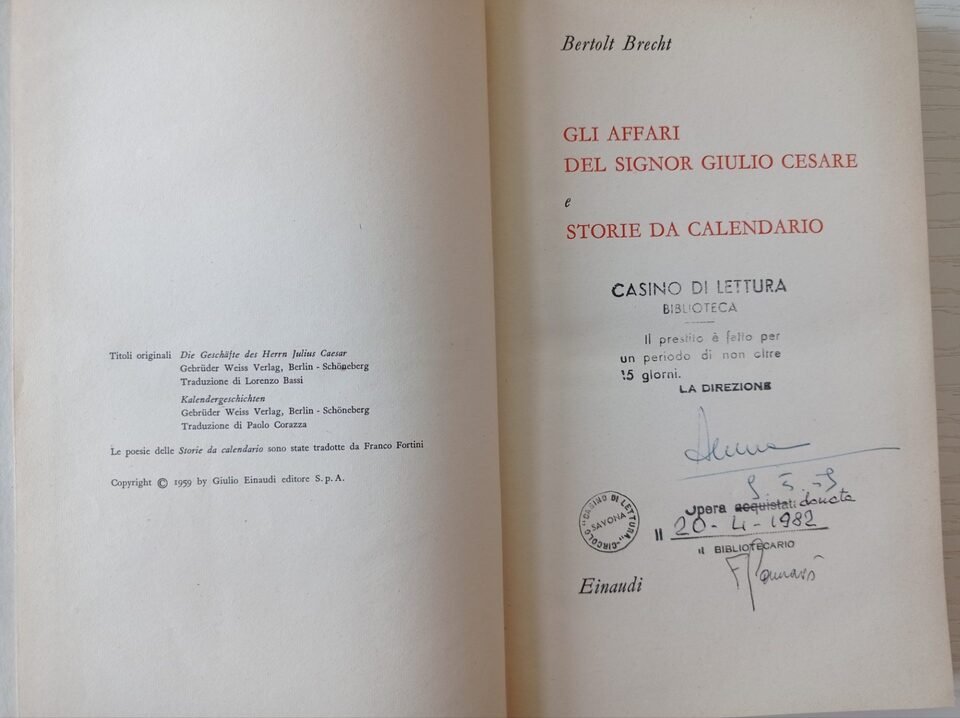 Titoli originali Die Geschäfte des Herrn Julius Caesar
Gebrüder Weiss Verlag, Berlin - Schöneberg
Traduzione di Lorenzo Bassi
Kalendergeschichten
Gebrüder Weiss Verlag, Berlin - Schöneberg
Traduzione di Paolo Corazza
Le poesie delle Storie da calendario sono state tradotte da Franco Fortini
Copyright © 1959 by Giulio Einaudi editore S. p. A.
Bertolt Brecht
GLI AFFARI
DEL SIGNOR GIULIO CESARE
e
STORIE DA CALENDARIO
CASINO DI LETTURA
BIBLIOTECA
Il prestito è fatto per
un periodo di non oltre
15 giorni.
LA DIREZIONE
Opera acquistata donata
Il 20-4-1982
Il BIBLIOTECARIO
CIRCOLO "CASINO DI LETTURA"
SAVONA
Einaudi